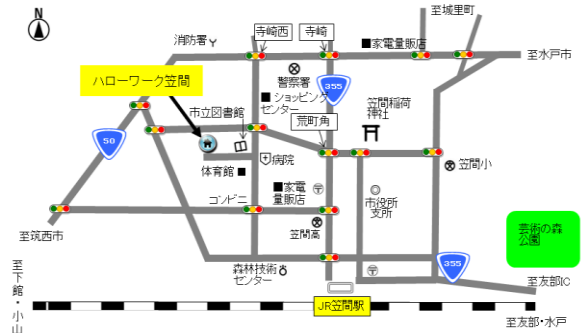 N
至城里町
寺崎西
寺崎
消防署
■家電量販店
至水戸市
ハローワーク笠間
警察署
355
■ ショッピング
センター
市立図書館
荒町角
笠間稲荷
神社
50
病院
笠間小
体育館 ■
■家電
量販店
コンビニ
市役所
支所
笠間高
芸術の森
公園
至筑西市
森林技術
センター
355
至友部IC
至下館・小山
JR笠間駅
至友部・水戸